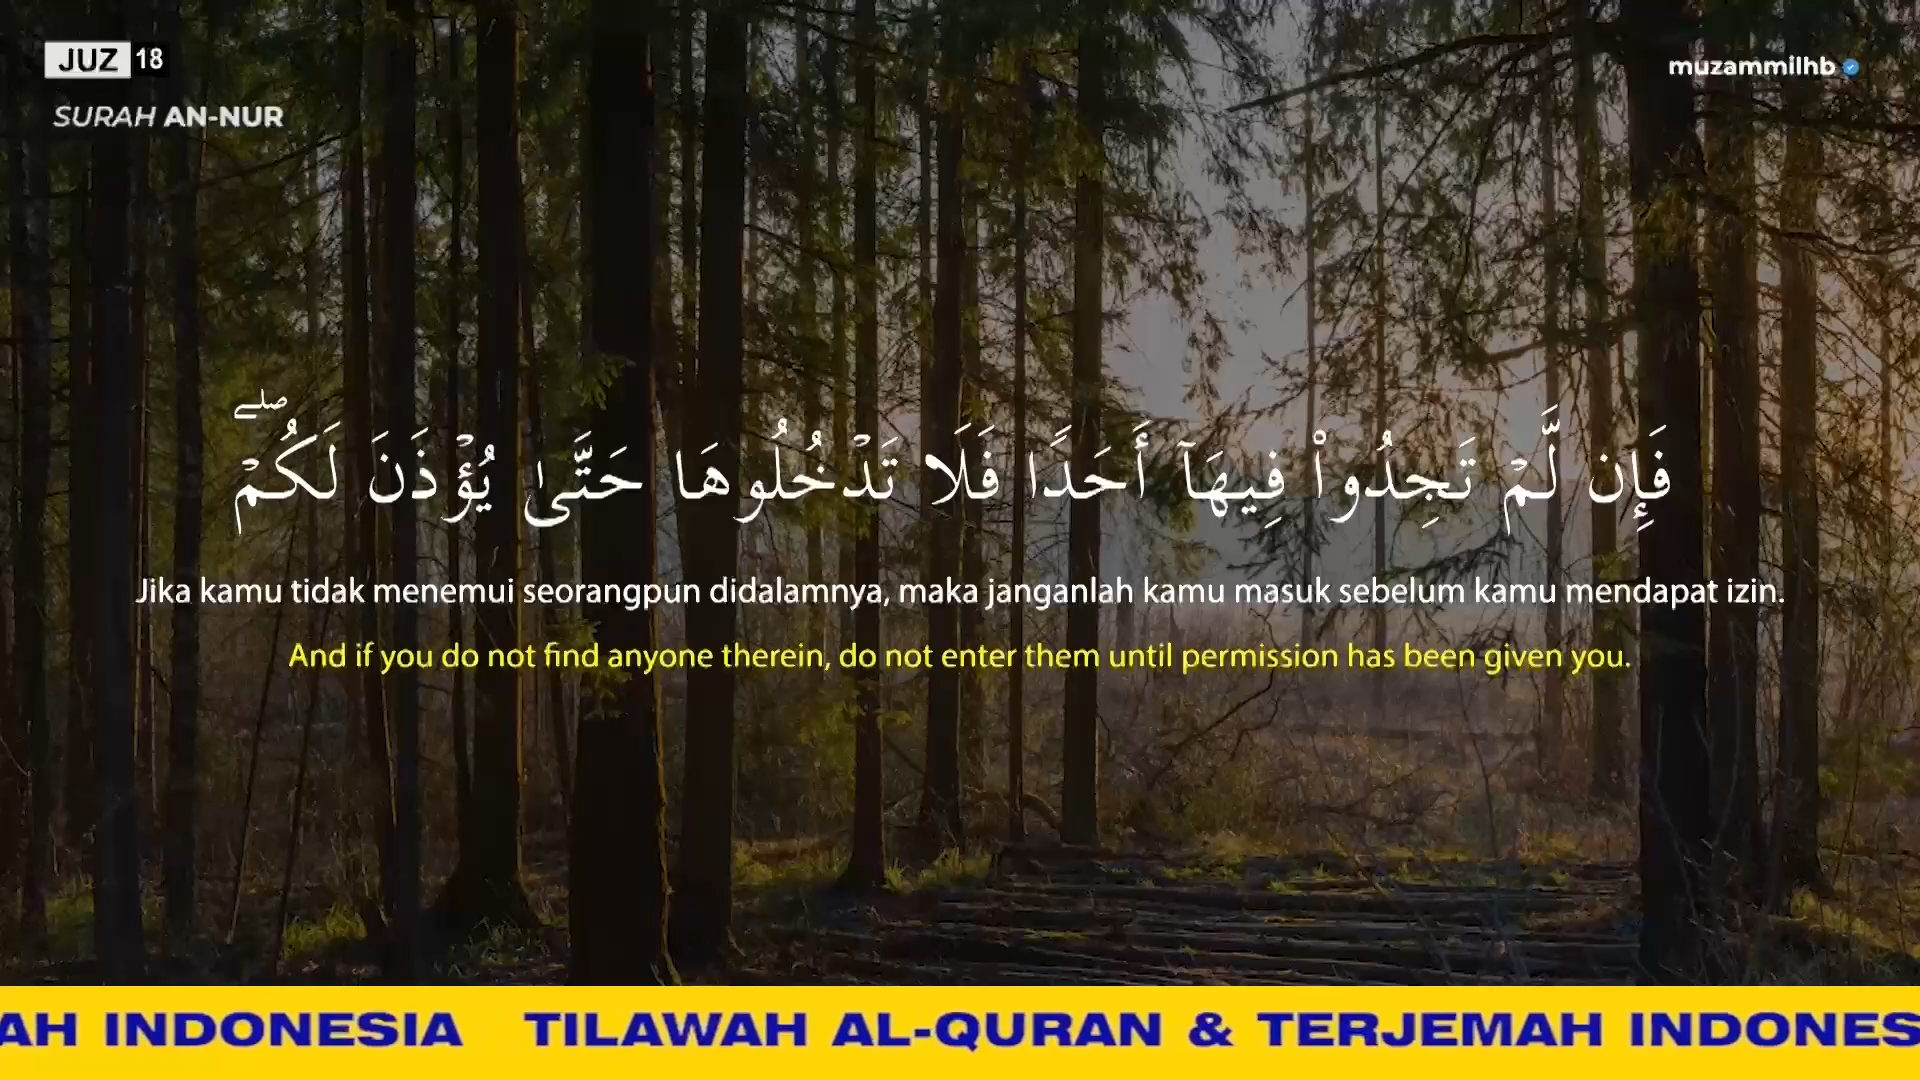 JUZ 18
muzammilhb
SURAH AN-NUR
فَإِن لَّمْ تَجِدُوا۟ فِيهَآ أَحَدًا فَلَا تَدْخُلُوهَا حَتَّىٰ يُؤْذَنَ لَكُمْ ۖ
Jika kamu tidak menemui seorangpun didalamnya, maka janganlah kamu masuk sebelum kamu mendapat izin.
And if you do not find anyone therein, do not enter them until permission has been given you.
AH INDONESIA TILAWAH AL-QURAN & TERJEMAH INDONES